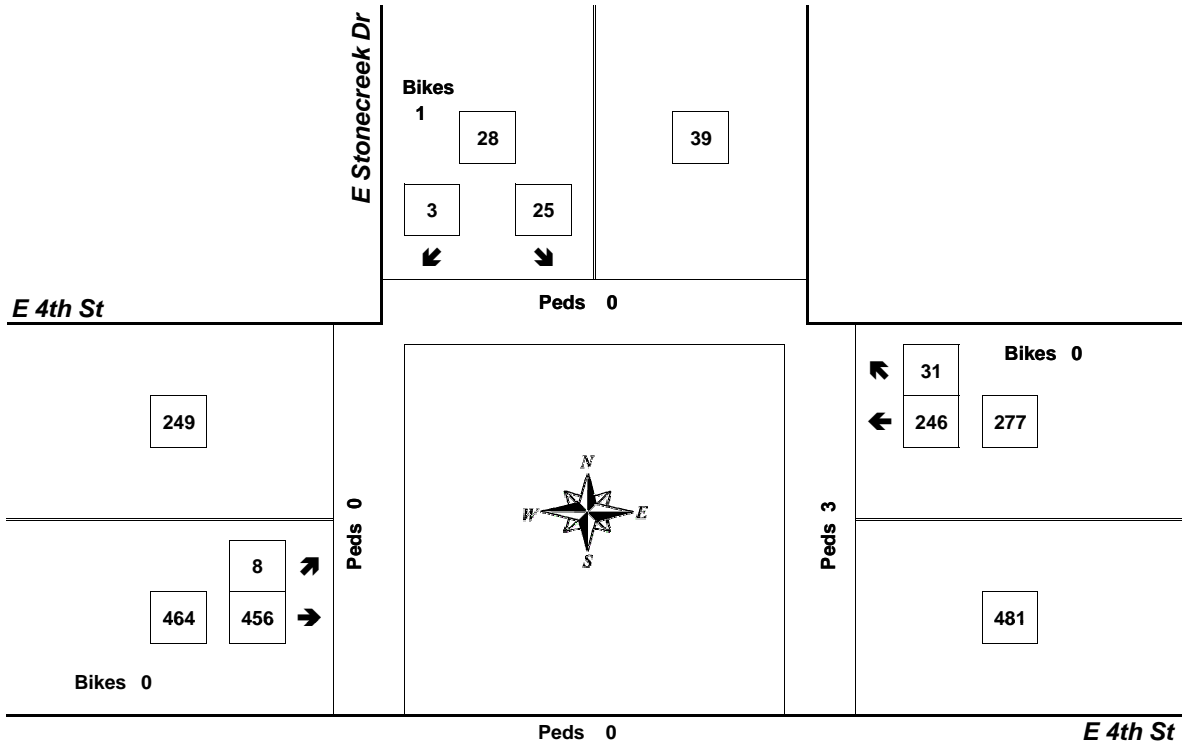 E Stonecreek Dr
Bikes
1
28
39
3
25
Peds 0
E 4th St
Bikes 0
31
249
246
277
N
W
E
S
Peds 0
Peds 3
8
464
456
481
Bikes 0
Peds 0
E 4th St